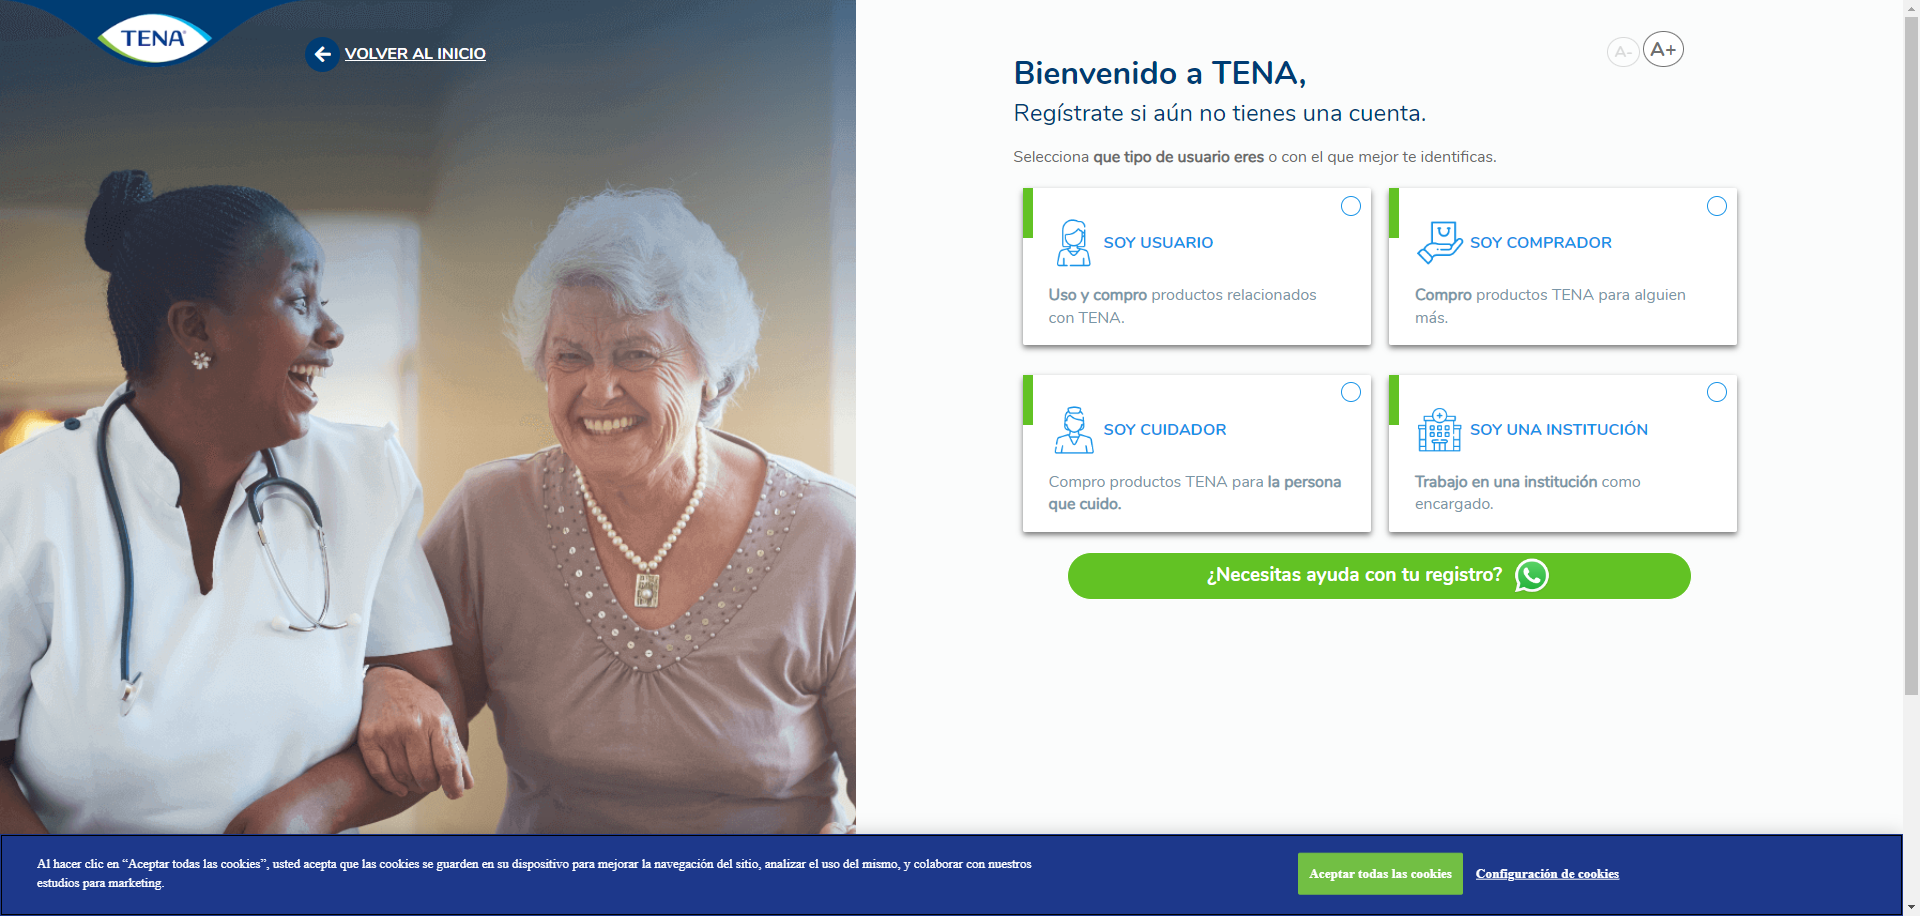 TENA
VOLVER AL INICIO
A- A+
Bienvenido a TENA,
Regístrate si aún no tienes una cuenta.
Selecciona que tipo de usuario eres o con el que mejor te identificas.
SOY USUARIO
Uso y compro productos relacionados
con TENA.
SOY COMPRADOR
Compro productos TENA para alguien
más.
SOY CUIDADOR
Compro productos TENA para la persona
que cuido.
SOY UNA INSTITUCIÓN
Trabajo en una institución como
encargado.
¿Necesitas ayuda con tu registro?
Al hacer clic en “Aceptar todas las cookies”, usted acepta que las cookies se guarden en su dispositivo para mejorar la navegación del sitio, analizar el uso del mismo, y colaborar con nuestros
estudios para marketing.
Aceptar todas las cookies
Configuración de cookies